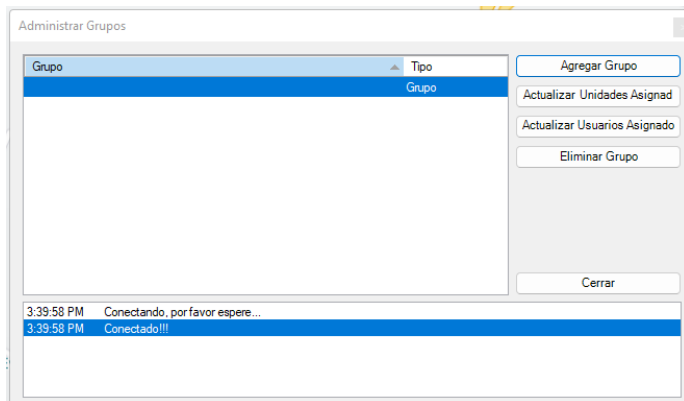 Administrar Grupos
Grupo Tipo
Grupo
Agregar Grupo
Actualizar Unidades Asignad
Actualizar Usuarios Asignado
Eliminar Grupo
Cerrar
3:39:58 PM Conectando, por favor espere...
3:39:58 PM Conectado!!!